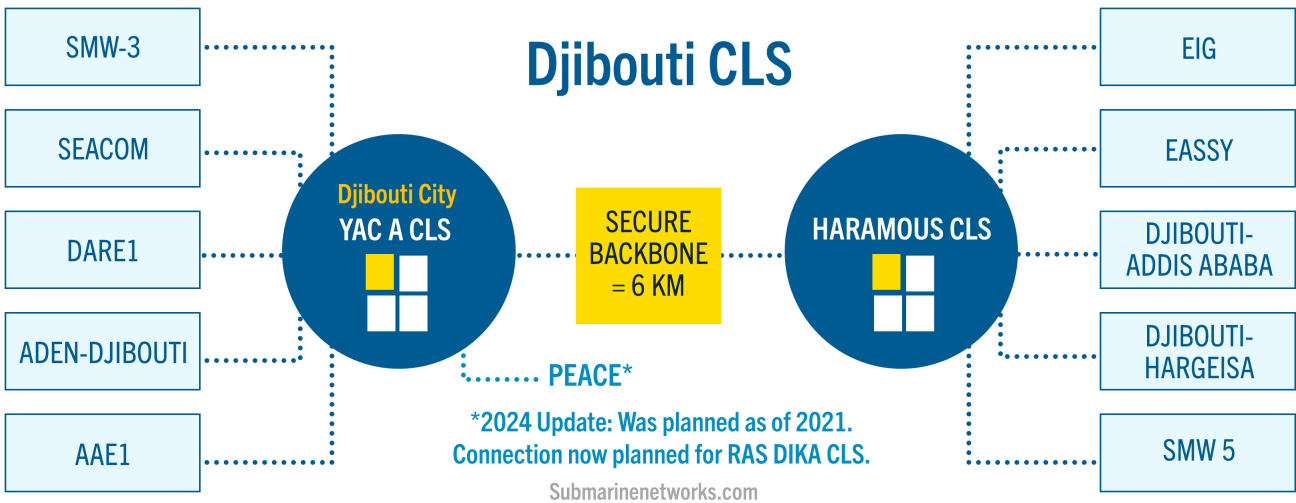 Djibouti CLS
SMW-3
SEACOM
DARE1
ADEN-DJIBOUTI
AAE1
Djibouti City
YAC A CLS
SECURE
BACKBONE
= 6 KM
HARAMOUS CLS
EIG
EASSY
DJIBOUTI-
ADDIS ABABA
DJIBOUTI-
HARGEISA
SMW 5
PEACE*
*2024 Update: Was planned as of 2021.
Connection now planned for RAS DIKA CLS.
Submarinenetworks.com